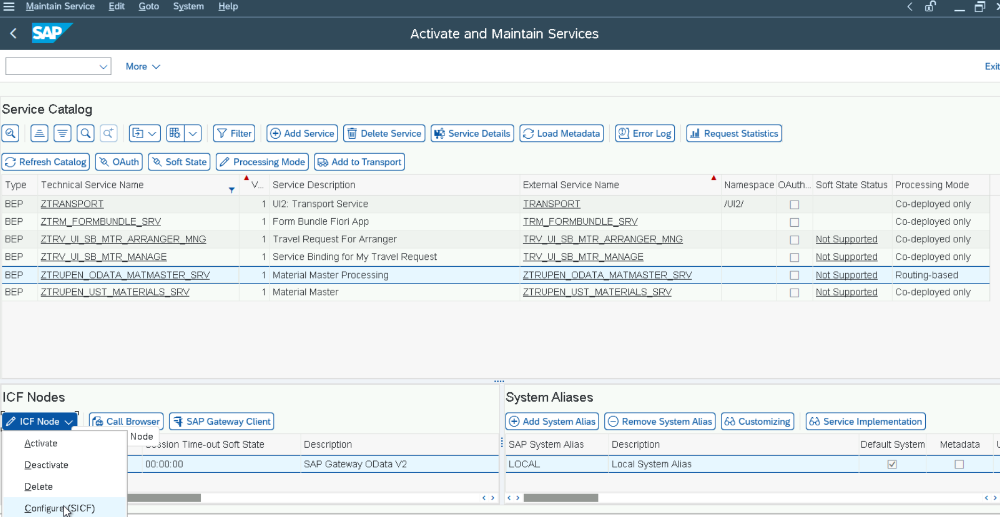 Maintain Service Edit Goto System Help
SAP Activate and Maintain Services
More Exit
Service Catalog
Filter Add Service Delete Service Service Details Load Metadata Error Log Request Statistics
Refresh Catalog OAuth Soft State Processing Mode Add to Transport
Type Technical Service Name V... Service Description External Service Name Namespace OAuth... Soft State Status Processing Mode
BEP ZTRANSPORT 1 UI2: Transport Service TRANSPORT /UI2/ Co-deployed only
BEP ZTRM_FORMBUNDLE_SRV 1 Form Bundle Fiori App TRM_FORMBUNDLE_SRV Co-deployed only
BEP ZTRV_UI_SB_MTR_ARRANGER_MNG 1 Travel Request For Arranger TRV_UI_SB_MTR_ARRANGER_MNG Not Supported Co-deployed only
BEP ZTRV_UI_SB_MTR_MANAGE 1 Service Binding for My Travel Request TRV_UI_SB_MTR_MANAGE Not Supported Co-deployed only
BEP ZTRUPEN_ODATA_MATMASTER_SRV 1 Material Master Processing ZTRUPEN_ODATA_MATMASTER_SRV Not Supported Routing-based
BEP ZTRUPEN_UST_MATERIALS_SRV 1 Material Master ZTRUPEN_UST_MATERIALS_SRV Not Supported Co-deployed only
ICF Nodes System Aliases
ICF Node Call Browser SAP Gateway Client Add System Alias Remove System Alias Customizing Service Implementation
Node
Activate Session Time-out Soft State Description SAP System Alias Description Default System Metadata U
Deactivate 00:00:00 SAP Gateway OData V2 LOCAL Local System Alias
Delete
Configure (SICF)